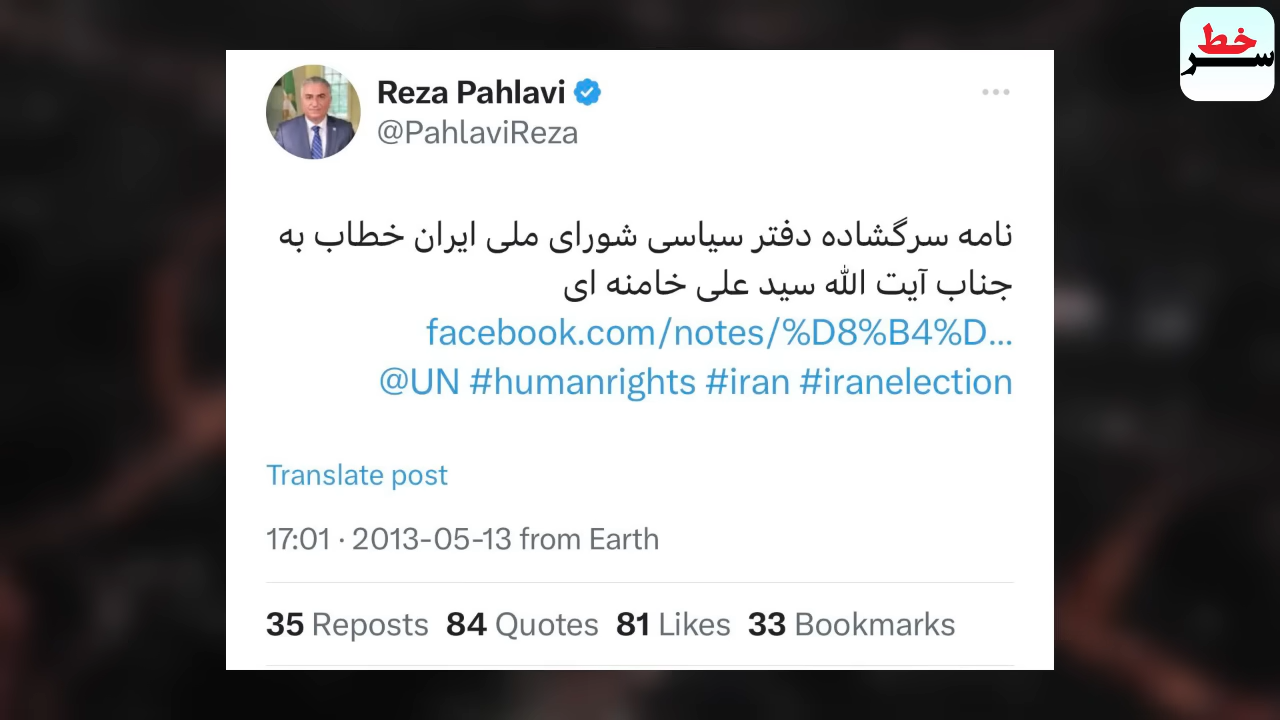 خط
سر
Reza Pahlavi
@PahlaviReza
نامه سرگشاده دفتر سیاسی شورای ملی ایران خطاب به
جناب آیت الله سید علی خامنه ای
facebook.com/notes/%D8%B4%D...
@UN #humanrights #iran #iranelection
Translate post
17:01 · 2013-05-13 from Earth
35 Reposts 84 Quotes 81 Likes 33 Bookmarks